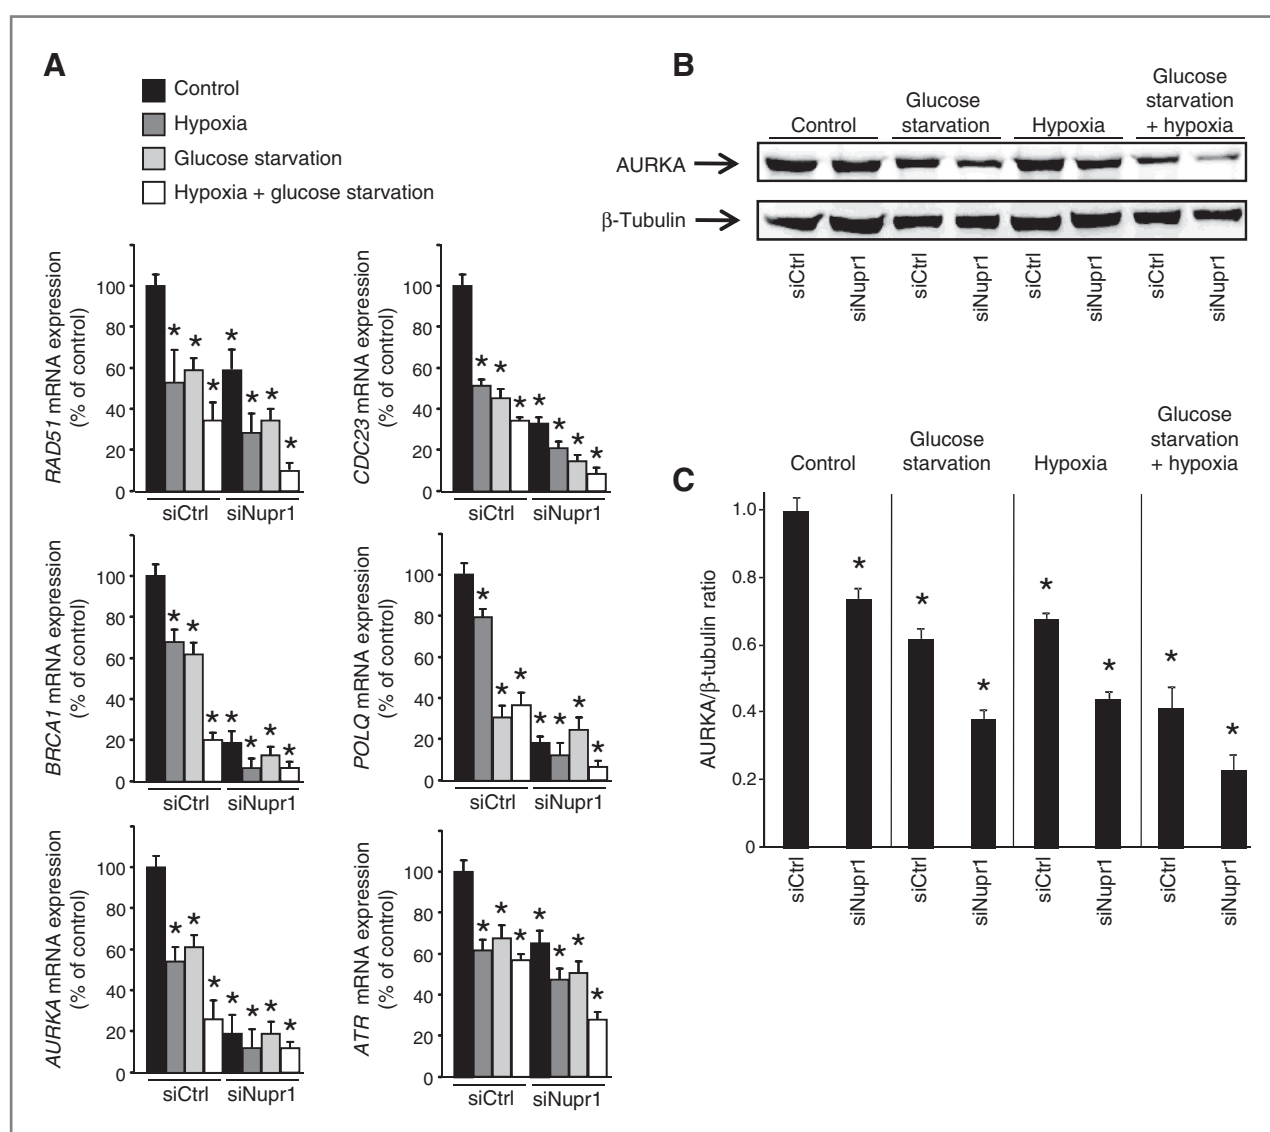 A
Control
Hypoxia
Glucose starvation
Hypoxia + glucose starvation
RAD51 mRNA expression
(% of control)
100
80
60
40
20
0
* * * * * * *
siCtrl siNupr1
CDC23 mRNA expression
(% of control)
100
80
60
40
20
0
* * * * * * *
siCtrl siNupr1
BRCA1 mRNA expression
(% of control)
100
80
60
40
20
0
* * * * * * *
siCtrl siNupr1
POLQ mRNA expression
(% of control)
100
80
60
40
20
0
* * * * * * *
siCtrl siNupr1
AURKA mRNA expression
(% of control)
100
80
60
40
20
0
* * * * * * *
siCtrl siNupr1
ATR mRNA expression
(% of control)
100
80
60
40
20
0
* * * * * * *
siCtrl siNupr1
B
Control
Glucose
starvation
Hypoxia
Glucose
starvation
+ hypoxia
AURKA
β-Tubulin
siCtrl
siNupr1
siCtrl
siNupr1
siCtrl
siNupr1
siCtrl
siNupr1
C
Control
Glucose
starvation
Hypoxia
Glucose
starvation
+ hypoxia
AURKA/β-tubulin ratio
1.0
0.8
0.6
0.4
0.2
0
* * * * * * *
siCtrl
siNupr1
siCtrl
siNupr1
siCtrl
siNupr1
siCtrl
siNupr1